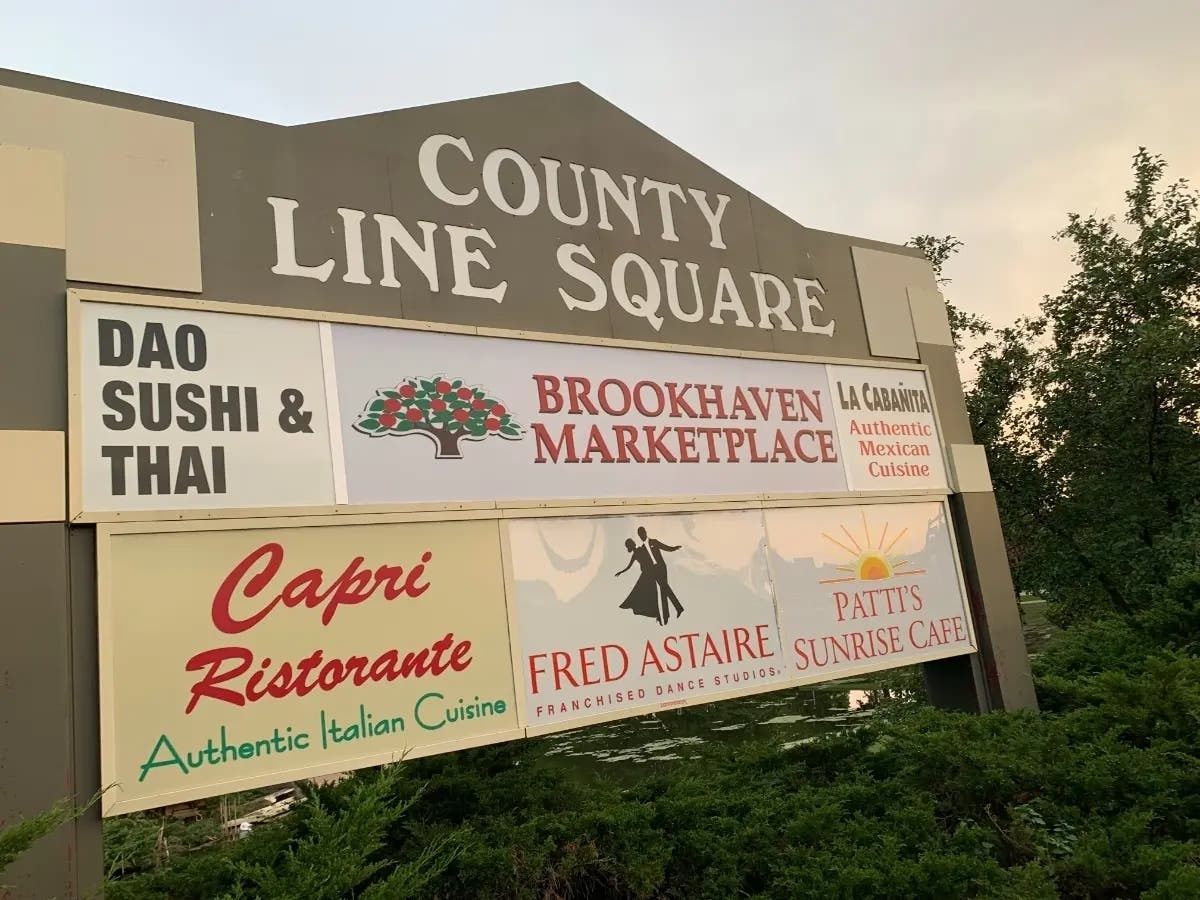 COUNTY
LINE SQUARE
DAO
SUSHI &
THAI
BROOKHAVEN
MARKETPLACE
LA CABAÑITA
Authentic
Mexican
Cuisine
Capri
Ristorante
Authentic Italian Cuisine
FRED ASTAIRE
FRANCHISED DANCE STUDIOS®
PATTI'S
SUNRISE CAFE